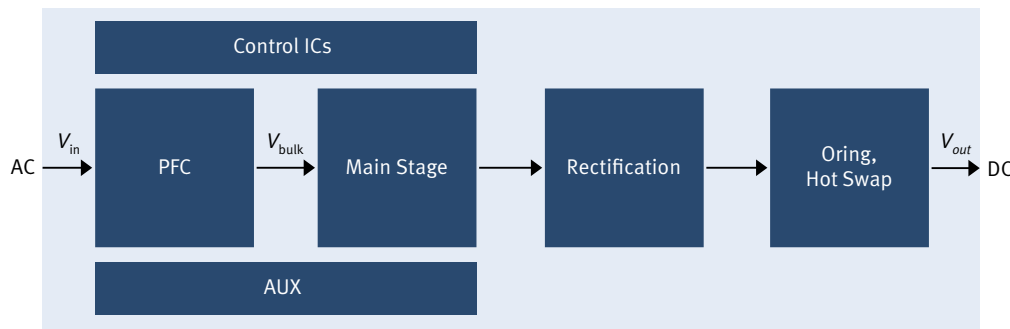 Control ICs
AC
Vin
PFC
Vbulk
Main Stage
Rectification
Oring,
Hot Swap
Vout
DC
AUX